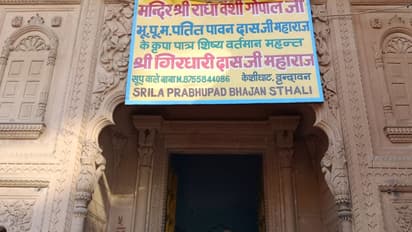 मन्दिर श्री राधा वंशी गोपाल जी
भू.पू.म.पतित पावन दास जी महाराज
के कृपा पात्र शिष्य वर्तमान महन्त
श्री गिरधारी दास जी महाराज
सूप वाले बाबा M.8755844086 केशीघाट, वृन्दावन
SRILA PRABHUPAD BHAJAN STHALI